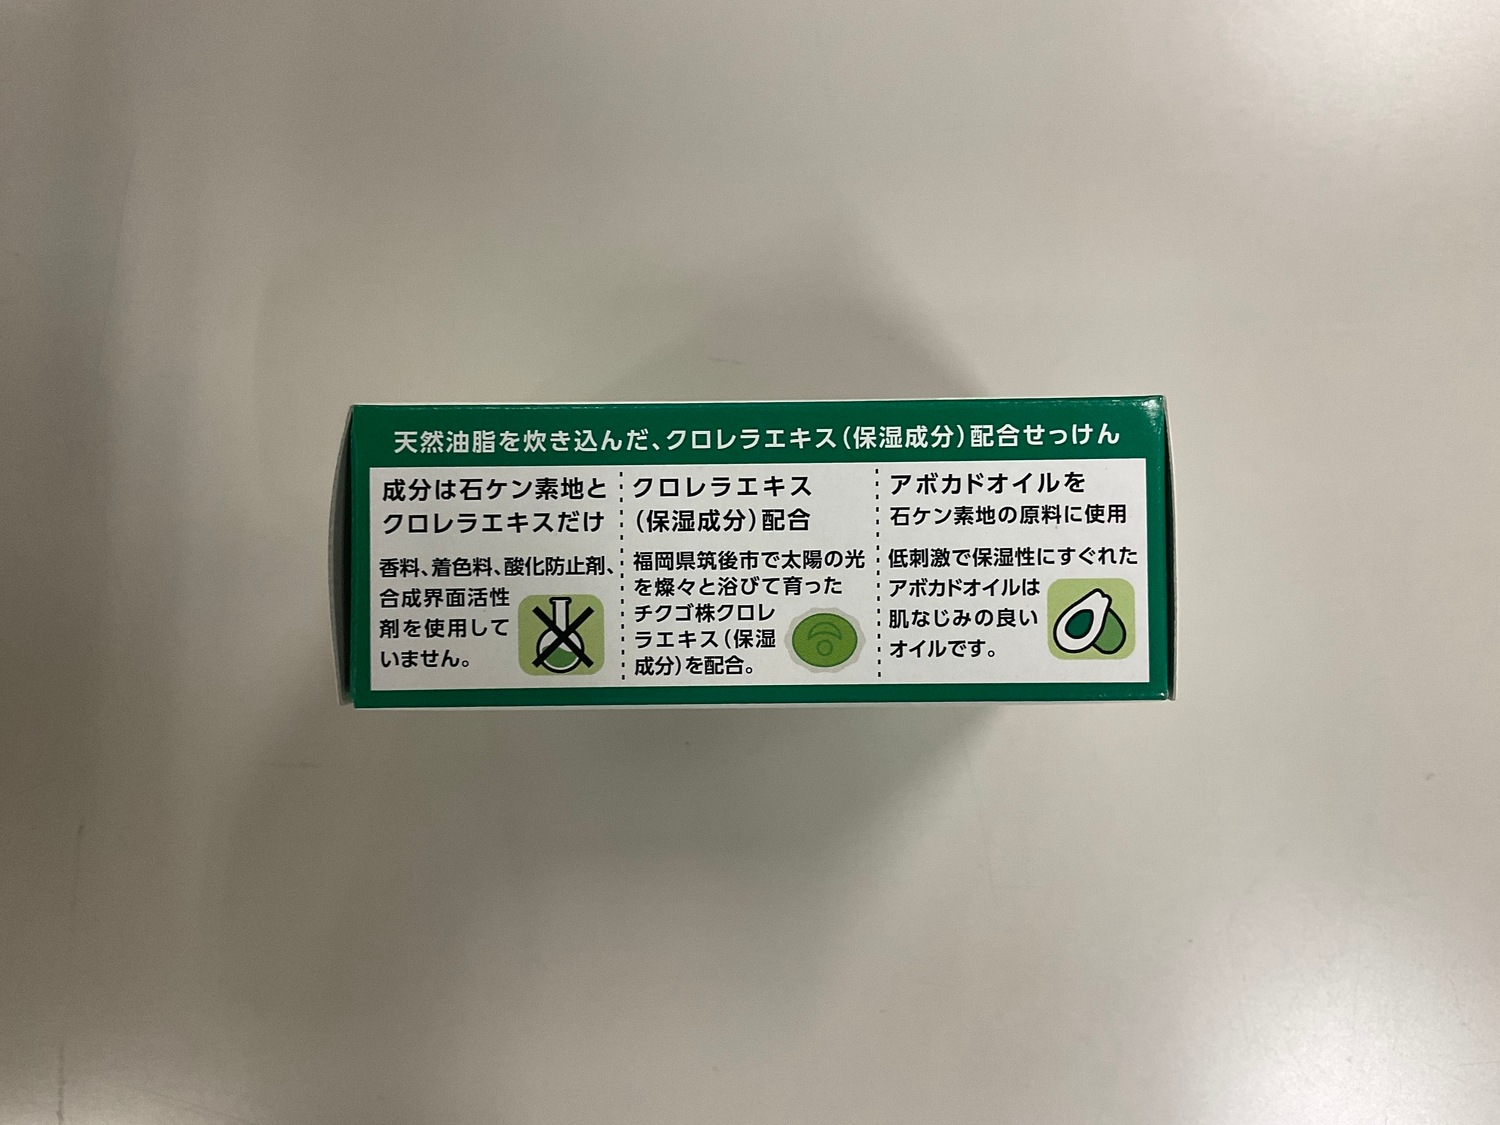 天然油脂を炊き込んだ、クロレラエキス(保湿成分)配合せっけん
成分は石ケン素地と
クロレラエキスだけ
香料、着色料、酸化防止剤、
合成界面活性
剤を使用して
いません。
クロレラエキス
(保湿成分)配合
福岡県筑後市で太陽の光
を燦々と浴びて育った
チクゴ株クロレ
ラエキス(保湿
成分)を配合。
アボカドオイルを
石ケン素地の原料に使用
低刺激で保湿性にすぐれた
アボカドオイルは
肌なじみの良い
オイルです。